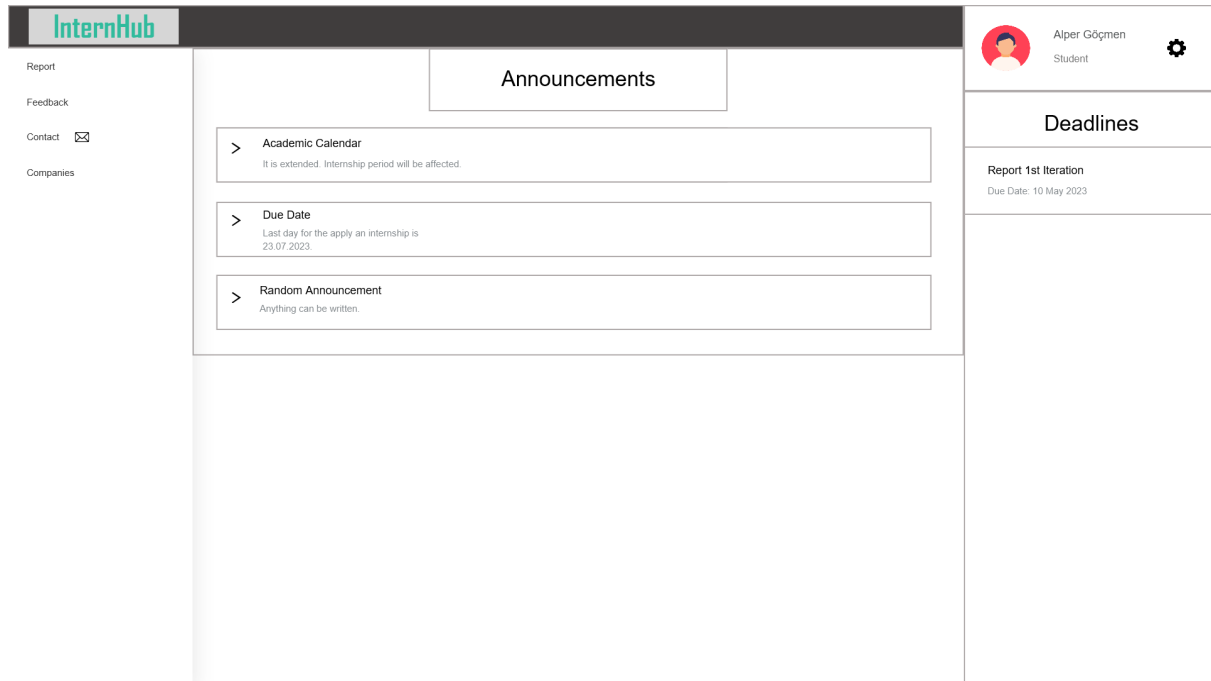 InternHub
Report
Feedback
Contact
Companies
Announcements
Academic Calendar
It is extended. Internship period will be affected.
Due Date
Last day for the apply an internship is
23.07.2023.
Random Announcement
Anything can be written.
Alper Göçmen
Student
Deadlines
Report 1st Iteration
Due Date: 10 May 2023